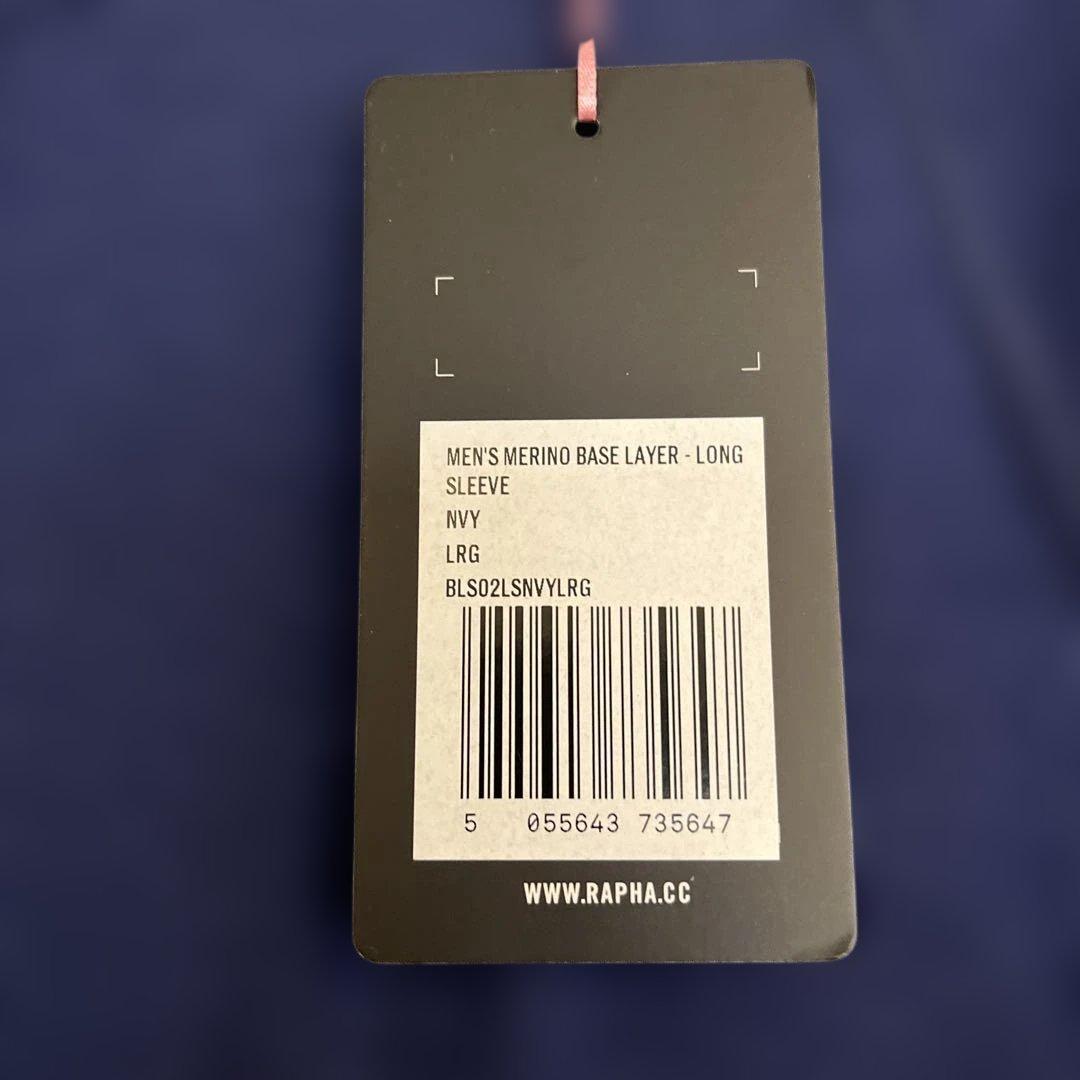 MEN'S MERINO BASE LAYER - LONG
SLEEVE
NVY
LRG
BLS02LSNVYLRG
5 055643 735647
WWW.RAPHA.CC